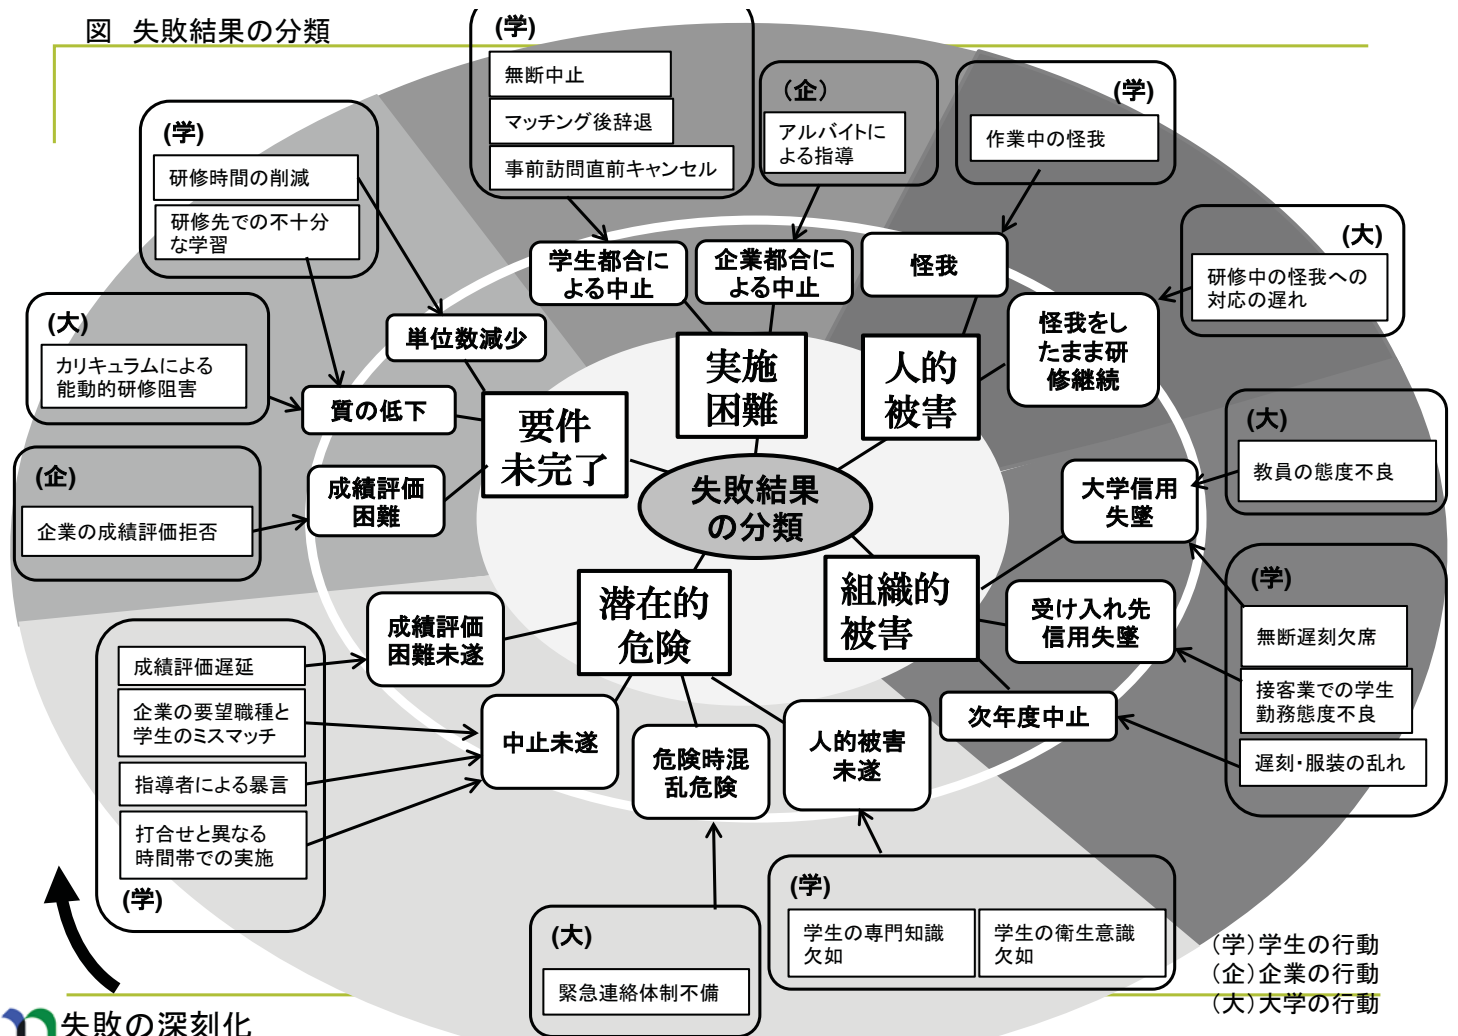 図　失敗結果の分類
(学)
無断中止
マッチング後辞退
事前訪問直前キャンセル
（企）
アルバイトに
よる指導
(学)
作業中の怪我
(学)
研修時間の削減
研修先での不十分
な学習
(大)
研修中の怪我への
対応の遅れ
学生都合に
よる中止
企業都合に
よる中止
怪我
怪我をし
たまま研
修継続
(大)
カリキュラムによる
能動的研修阻害
単位数減少
質の低下
実施
困難
人的
被害
要件
未完了
(企)
企業の成績評価拒否
成績評価
困難
失敗結果
の分類
大学信用
失墜
(大)
教員の態度不良
潜在的
危険
組織的
被害
受け入れ先
信用失墜
次年度中止
(学)
無断遅刻欠席
接客業での学生
勤務態度不良
遅刻・服装の乱れ
成績評価
困難未遂
中止未遂
危険時混
乱危険
人的被害
未遂
成績評価遅延
企業の要望職種と
学生のミスマッチ
指導者による暴言
打合せと異なる
時間帯での実施
(学)
(大)
緊急連絡体制不備
(学)
学生の専門知識
欠如
学生の衛生意識
欠如
（学）学生の行動
（企）企業の行動
（大）大学の行動
失敗の深刻化